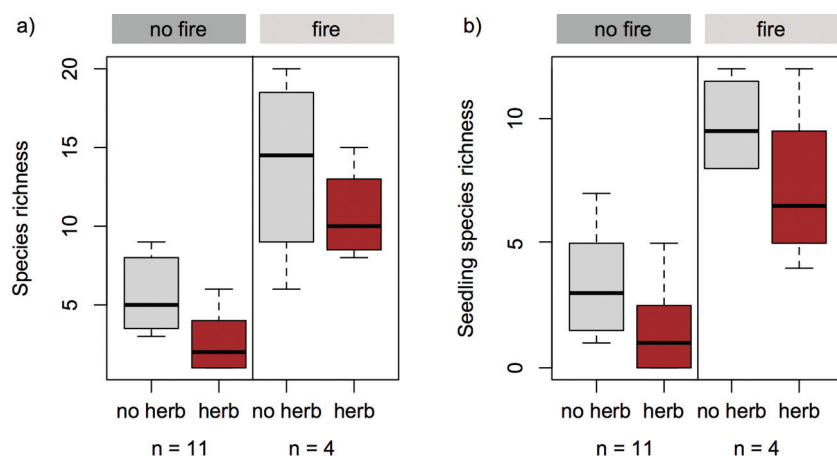 a)
no fire fire
Species richness
20
15
10
5
no herb herb no herb herb
n = 11 n = 4
b)
no fire fire
Seedling species richness
10
5
0
no herb herb no herb herb
n = 11 n = 4